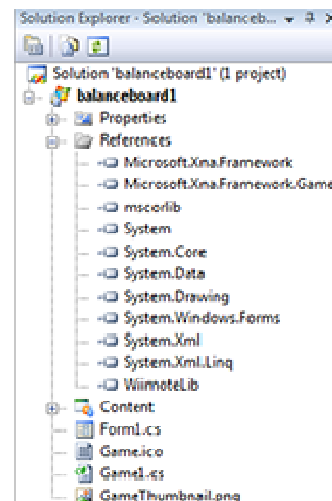 Solution Explorer - Solution 'balanceb...
Solution 'balanceboard1' (1 project)
balanceboard1
Properties
References
Microsoft.Xna.Framework
Microsoft.Xna.Framework.Game
mscorlib
System
System.Core
System.Data
System.Drawing
System.Windows.Forms
System.Xml
System.Xml.Linq
WiimoteLib
Content
Form1.cs
Game.ico
Game1.cs
GameThumbnail.png